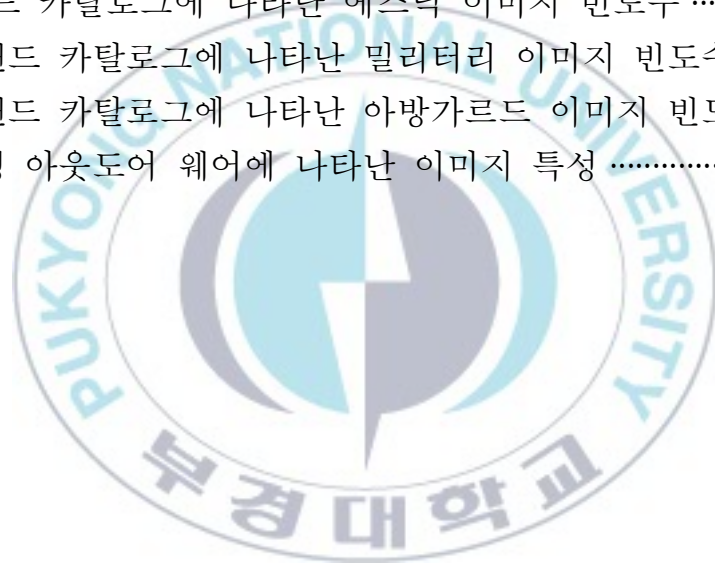 드 카탈로그에 나타난 에스닉 이미지 빈도수 ····
랜드 카탈로그에 나타난 밀리터리 이미지 빈도수
랜드 카탈로그에 나타난 아방가르드 이미지 빈도
아웃도어 웨어에 나타난 이미지 특성 ··············
PUKYONG NATIONAL UNIVERSITY
부경대학교